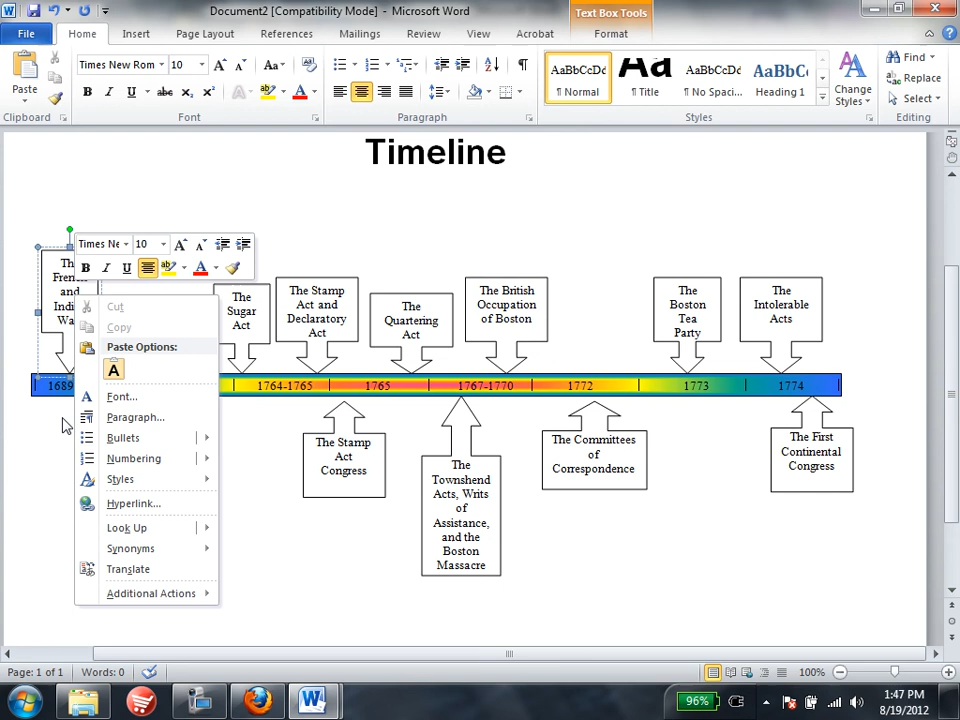 Document2 [Compatibility Mode] - Microsoft Word
Text Box Tools
File
Home
Insert
Page Layout
References
Mailings
Review
View
Acrobat
Format
Paste
Times New Rom
10
Aa
Find
Replace
Select
AaBbCcDd
AaBbCcDd
AaBbCc
¶ Normal
¶ Title
¶ No Spaci...
Heading 1
Change
Styles
Clipboard
Font
Paragraph
Styles
Editing
Timeline
Times Ne
10
The
Sugar
Act
The Stamp
Act and
Declaratory
Act
The
Quartering
Act
The British
Occupation
of Boston
The
Boston
Tea
Party
The
Intolerable
Acts
and
1689
1764-1765
1765
1767-1770
1772
1773
1774
Cut
Copy
Paste Options:
Font...
Paragraph...
Bullets
Numbering
Styles
Hyperlink...
Look Up
Synonyms
Translate
Additional Actions
The Stamp
Act
Congress
The
Townshend
Acts, Writs
of
Assistance,
and the
Boston
Massacre
The Committees
of
Correspondence
The First
Continental
Congress
Page: 1 of 1
Words: 0
100%
96%
1:47 PM
8/19/2012